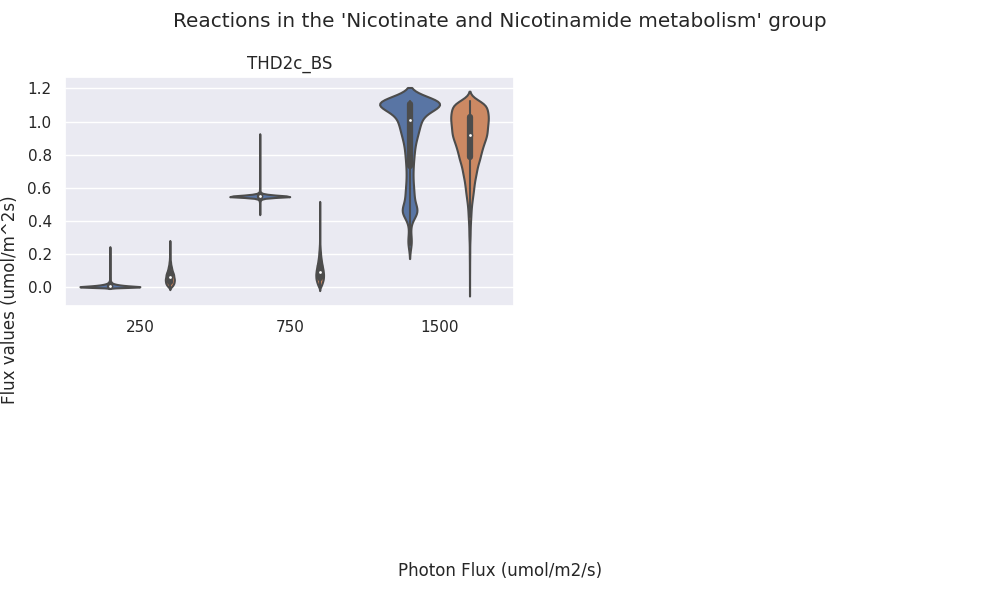 Reactions in the 'Nicotinate and Nicotinamide metabolism' group
THD2c_BS
1.2
1.0
0.8
0.6
0.4
0.2
0.0
250 750 1500
Flux values (umol/m^2s)
Photon Flux (umol/m2/s)